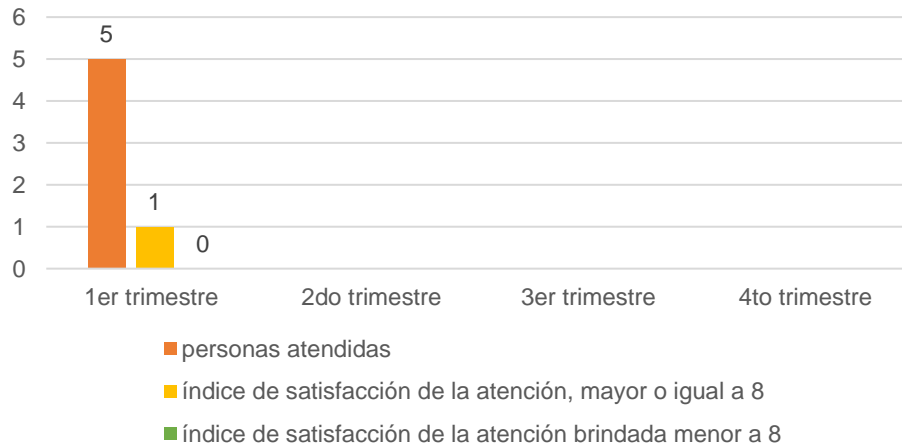 6
5
4
3
2
1
0
5
1
0
1er trimestre 2do trimestre 3er trimestre 4to trimestre
personas atendidas
índice de satisfacción de la atención, mayor o igual a 8
índice de satisfacción de la atención brindada menor a 8